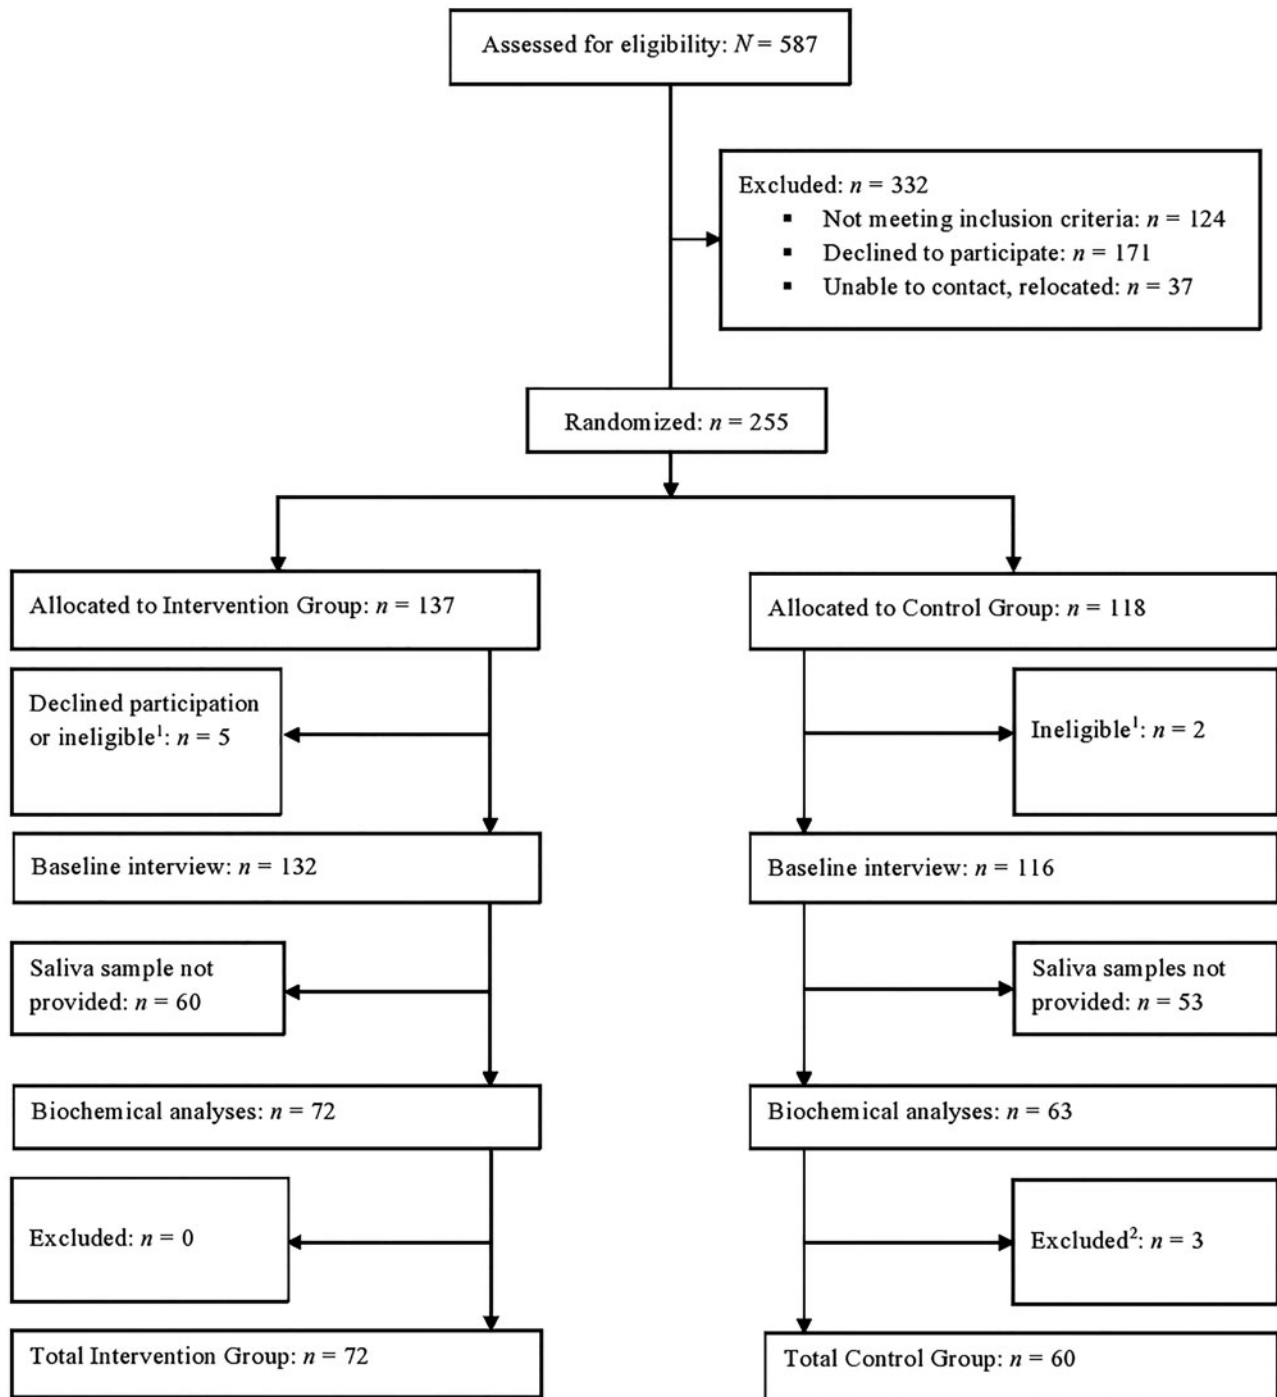 Assessed for eligibility: N = 587
Excluded: n = 332
▪ Not meeting inclusion criteria: n = 124
▪ Declined to participate: n = 171
▪ Unable to contact, relocated: n = 37
Randomized: n = 255
Allocated to Intervention Group: n = 137
Allocated to Control Group: n = 118
Declined participation
or ineligible¹: n = 5
Ineligible¹: n = 2
Baseline interview: n = 132
Baseline interview: n = 116
Saliva sample not
provided: n = 60
Saliva samples not
provided: n = 53
Biochemical analyses: n = 72
Biochemical analyses: n = 63
Excluded: n = 0
Excluded²: n = 3
Total Intervention Group: n = 72
Total Control Group: n = 60